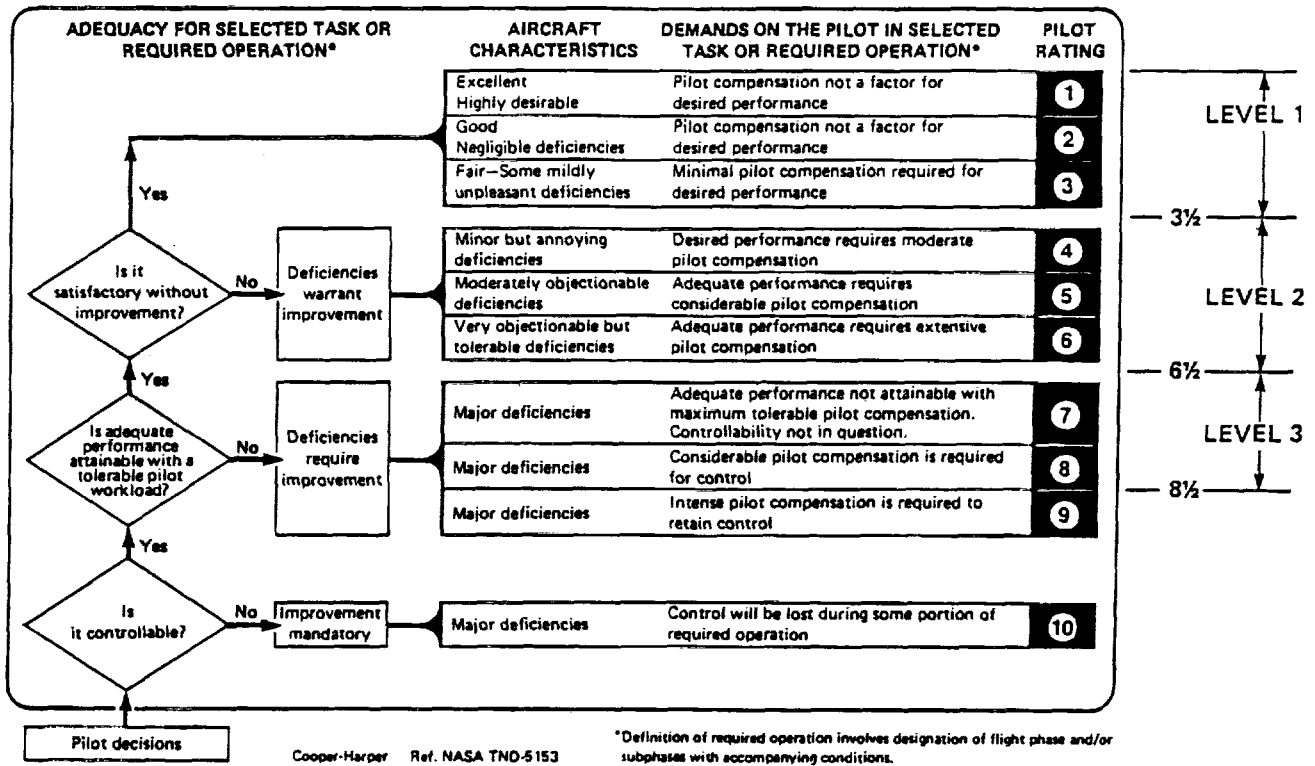 ADEQUACY FOR SELECTED TASK OR
REQUIRED OPERATION*
AIRCRAFT
CHARACTERISTICS
DEMANDS ON THE PILOT IN SELECTED
TASK OR REQUIRED OPERATION*
PILOT
RATING
Excellent
Highly desirable
Pilot compensation not a factor for
desired performance
1
Good
Negligible deficiencies
Pilot compensation not a factor for
desired performance
2
Fair—Some mildly
unpleasant deficiencies
Minimal pilot compensation required for
desired performance
3
LEVEL 1
3½
Yes
Is it
satisfactory without
improvement?
No
Deficiencies
warrant
improvement
Minor but annoying
deficiencies
Desired performance requires moderate
pilot compensation
4
Moderately objectionable
deficiencies
Adequate performance requires
considerable pilot compensation
5
Very objectionable but
tolerable deficiencies
Adequate performance requires extensive
pilot compensation
6
LEVEL 2
6½
Yes
Is adequate
performance
attainable with a
tolerable pilot
workload?
No
Deficiencies
require
improvement
Major deficiencies
Adequate performance not attainable with
maximum tolerable pilot compensation.
Controllability not in question.
7
Major deficiencies
Considerable pilot compensation is required
for control
8
Major deficiencies
Intense pilot compensation is required to
retain control
9
LEVEL 3
8½
Yes
Is
it controllable?
No
Improvement
mandatory
Major deficiencies
Control will be lost during some portion of
required operation
10
Pilot decisions
Cooper-Harper Ref. NASA TND-5153
*Definition of required operation involves designation of flight phase and/or
subphases with accompanying conditions.